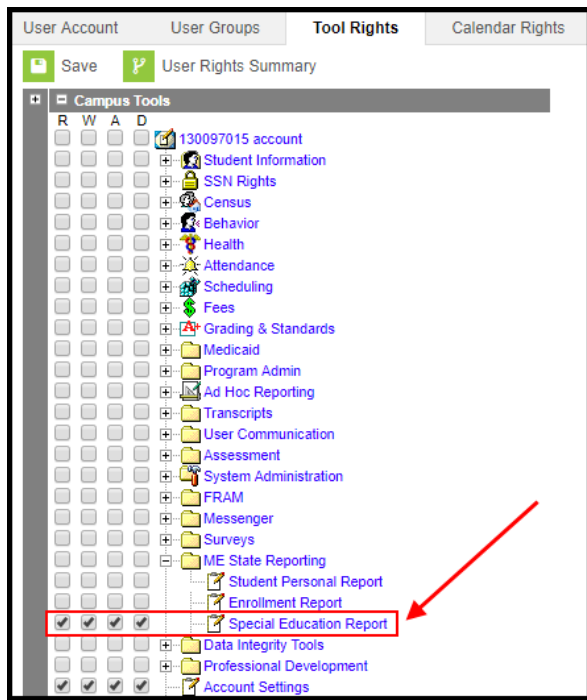 User Account User Groups Tool Rights Calendar Rights
Save User Rights Summary
Campus Tools
R W A D
130097015 account
Student Information
SSN Rights
Census
Behavior
Health
Attendance
Scheduling
Fees
Grading & Standards
Medicaid
Program Admin
Ad Hoc Reporting
Transcripts
User Communication
Assessment
System Administration
FRAM
Messenger
Surveys
ME State Reporting
Student Personal Report
Enrollment Report
Special Education Report
Data Integrity Tools
Professional Development
Account Settings